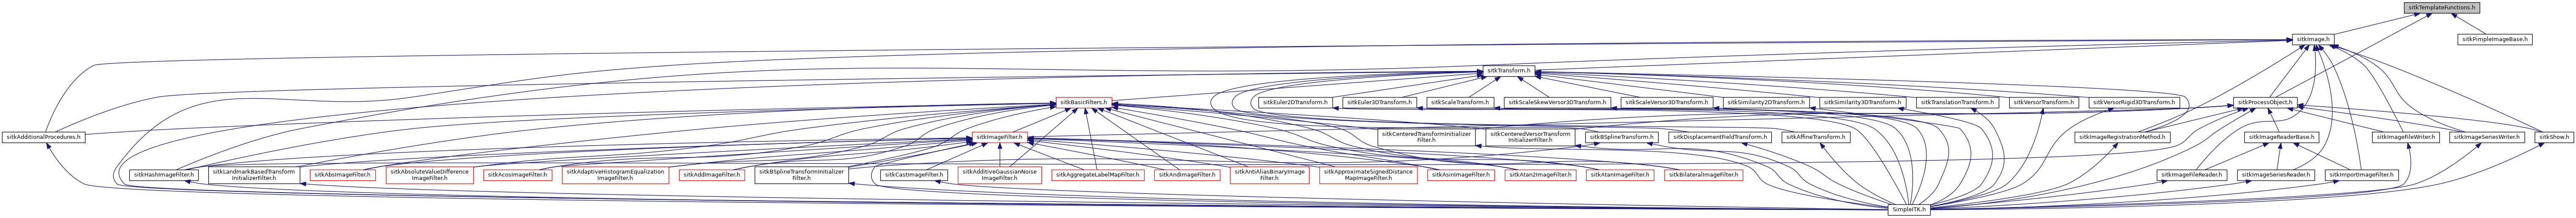 sitkTemplateFunctions.h
sitkImage.h
sitkPimpleImageBase.h
sitkTransform.h
sitkBasicFilters.h
sitkEuler2DTransform.h
sitkEuler3DTransform.h
sitkScaleTransform.h
sitkScaleSkewVersor3DTransform.h
sitkScaleVersor3DTransform.h
sitkSimilarity2DTransform.h
sitkSimilarity3DTransform.h
sitkTranslationTransform.h
sitkVersorTransform.h
sitkVersorRigid3DTransform.h
sitkProcessObject.h
sitkAdditionalProcedures.h
sitkImageFilter.h
sitkCenteredTransformInitializer
Filter.h
sitkCenteredVersorTransform
InitializerFilter.h
sitkBSplineTransform.h
sitkDisplacementFieldTransform.h
sitkAffineTransform.h
sitkImageRegistrationMethod.h
sitkImageReaderBase.h
sitkImageFileWriter.h
sitkImageSeriesWriter.h
sitkShow.h
sitkHashImageFilter.h
sitkLandmarkBasedTransform
InitializerFilter.h
sitkAbsImageFilter.h
sitkAbsoluteValueDifference
ImageFilter.h
sitkAcosImageFilter.h
sitkAdaptiveHistogramEqualization
ImageFilter.h
sitkAddImageFilter.h
sitkBSplineTransformInitializer
Filter.h
sitkCastImageFilter.h
sitkAdditiveGaussianNoise
ImageFilter.h
sitkAggregateLabelMapFilter.h
sitkAndImageFilter.h
sitkAntiAliasBinaryImage
Filter.h
sitkApproximateSignedDistance
MapImageFilter.h
sitkAsinImageFilter.h
sitkAtan2ImageFilter.h
sitkAtanImageFilter.h
sitkBilateralImageFilter.h
sitkImageFileReader.h
sitkImageSeriesReader.h
sitkImportImageFilter.h
SimpleITK.h